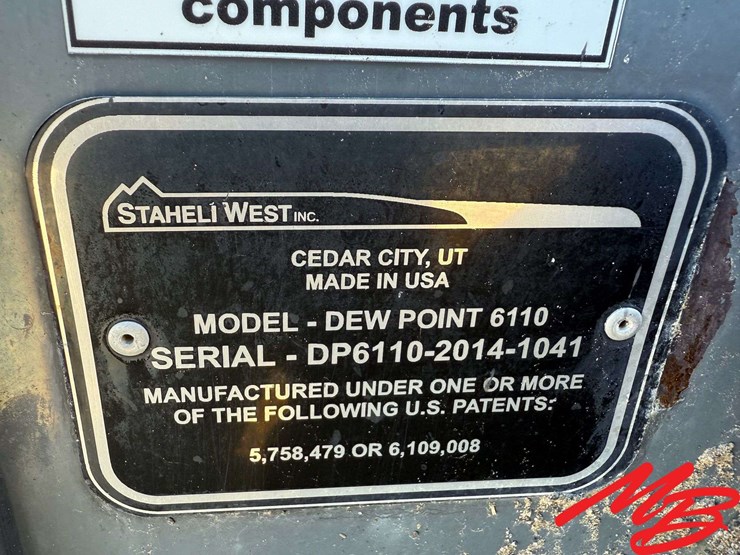 components
STAHELI WEST INC.
CEDAR CITY, UT
MADE IN USA
MODEL - DEW POINT 6110
SERIAL - DP6110-2014-1041
MANUFACTURED UNDER ONE OR MORE
OF THE FOLLOWING U.S. PATENTS:
5,758,479 OR 6,109,008
MB